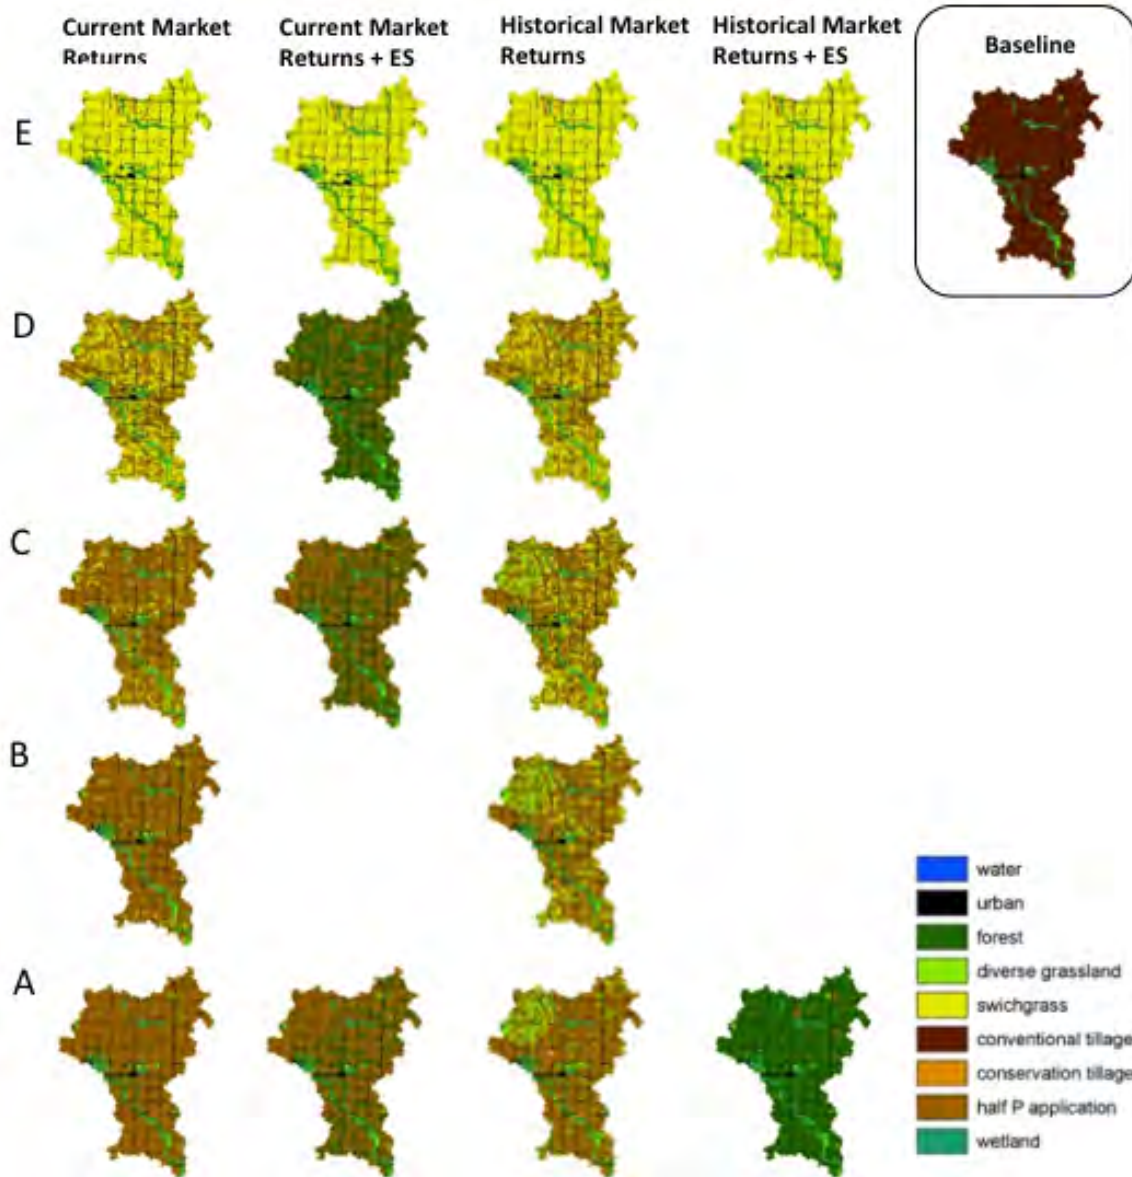 Current Market
Returns
Current Market
Returns + ES
Historical Market
Returns
Historical Market
Returns + ES
Baseline
E
D
C
B
A
water
urban
forest
diverse grassland
swichgrass
conventional tillage
conservation tillage
half P application
wetland